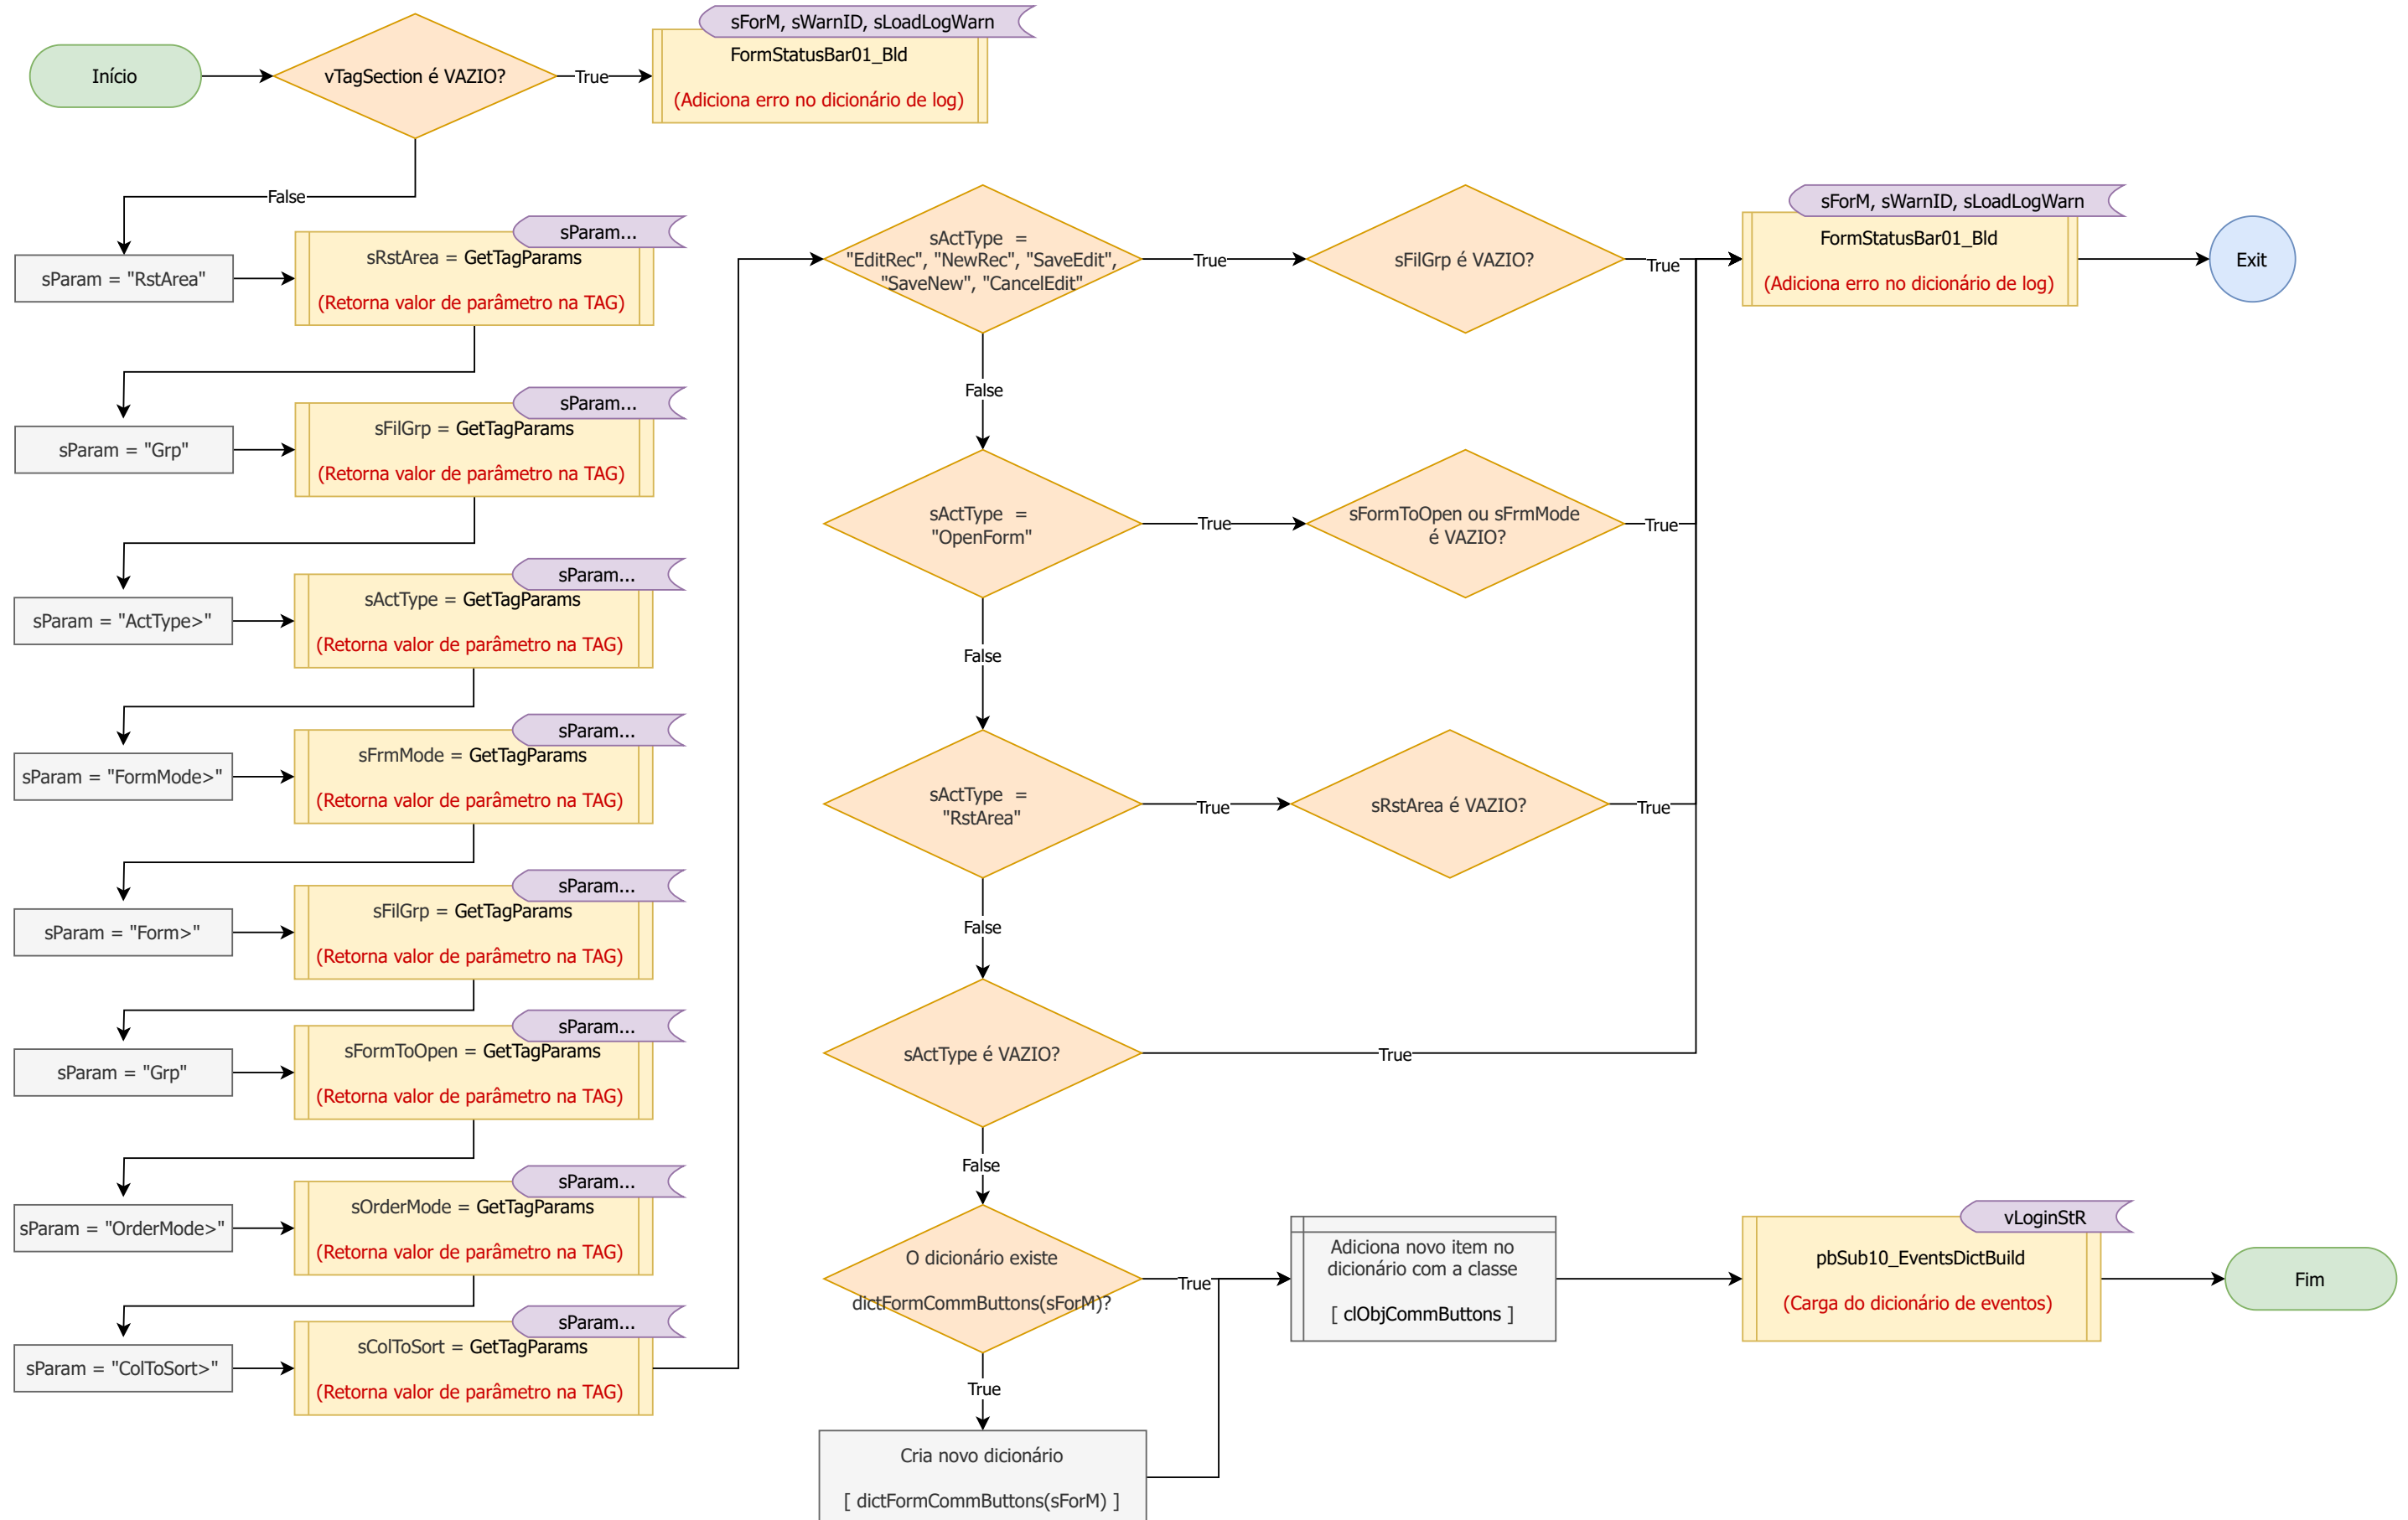 Início
vTagSection é VAZIO?
True
sForM, sWarnID, sLoadLogWarn
FormStatusBar01_Bld
(Adiciona erro no dicionário de log)
False
sParam = "RstArea"
sParam...
sRstArea = GetTagParams
(Retorna valor de parâmetro na TAG)
sParam = "Grp"
sParam...
sFilGrp = GetTagParams
(Retorna valor de parâmetro na TAG)
sParam = "ActType>"
sParam...
sActType = GetTagParams
(Retorna valor de parâmetro na TAG)
sParam = "FormMode>"
sParam...
sFrmMode = GetTagParams
(Retorna valor de parâmetro na TAG)
sParam = "Form>"
sParam...
sFilGrp = GetTagParams
(Retorna valor de parâmetro na TAG)
sParam = "Grp"
sParam...
sFormToOpen = GetTagParams
(Retorna valor de parâmetro na TAG)
sParam = "OrderMode>"
sParam...
sOrderMode = GetTagParams
(Retorna valor de parâmetro na TAG)
sParam = "ColToSort>"
sParam...
sColToSort = GetTagParams
(Retorna valor de parâmetro na TAG)
sActType =
"EditRec", "NewRec", "SaveEdit",
"SaveNew", "CancelEdit"
True
sFilGrp é VAZIO?
True
sForM, sWarnID, sLoadLogWarn
FormStatusBar01_Bld
(Adiciona erro no dicionário de log)
Exit
False
sActType =
"OpenForm"
True
sFormToOpen ou sFrmMode
é VAZIO?
True
False
sActType =
"RstArea"
True
sRstArea é VAZIO?
True
False
sActType é VAZIO?
True
False
O dicionário existe
dictFormCommButtons(sForM)?
True
Adiciona novo item no
dicionário com a classe
[ clObjCommButtons ]
vLoginStR
pbSub10_EventsDictBuild
(Carga do dicionário de eventos)
Fim
True
Cria novo dicionário
[ dictFormCommButtons(sForM) ]